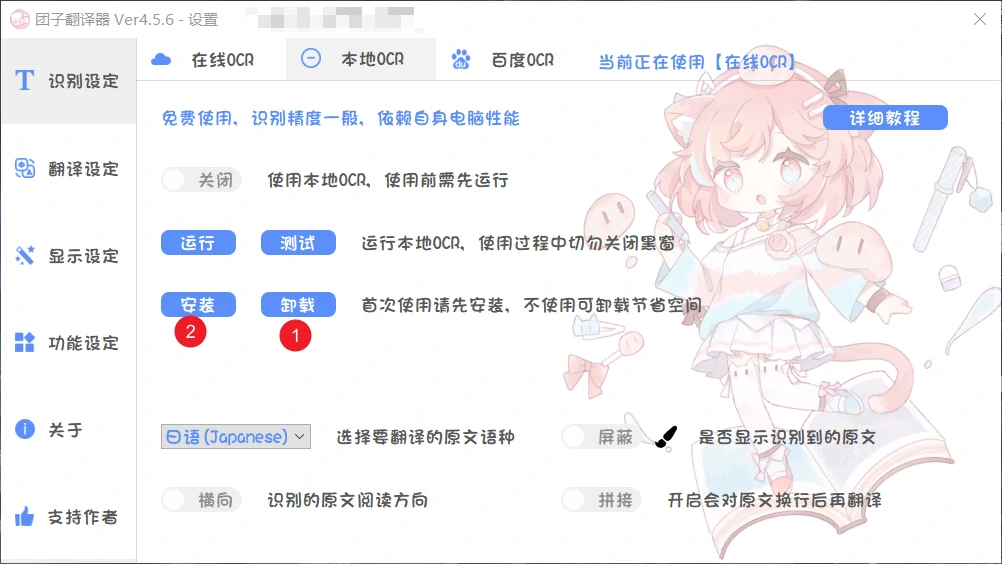 团子翻译器 Ver4.5.6 - 设置
识别设定
翻译设定
显示设定
功能设定
关于
支持作者
在线OCR 本地OCR 百度OCR 当前正在使用【在线OCR】
免费使用, 识别精度一般, 依赖自身电脑性能 详细教程
关闭 使用本地OCR, 使用前需先运行
运行 测试 运行本地OCR, 使用过程中切勿关闭黑窗
安装 卸载 首次使用请先安装, 不使用可卸载节省空间
2 1
日语(Japanese) 选择要翻译的原文语种 屏蔽 是否显示识别到的原文
横向 识别的原文阅读方向 拼接 开启会对原文换行后再翻译